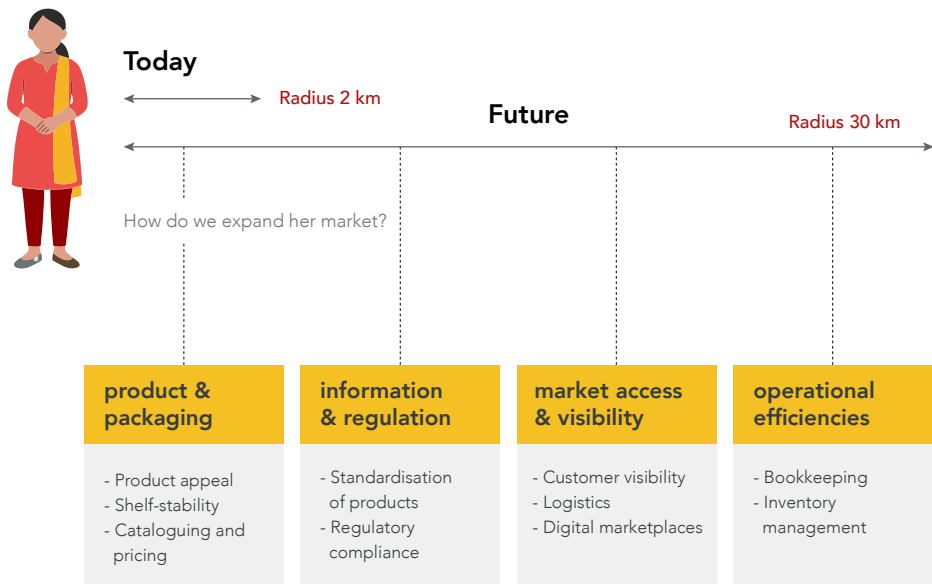 Today
Radius 2 km
Future
Radius 30 km
How do we expand her market?
product &
packaging
- Product appeal
- Shelf-stability
- Cataloguing and
pricing
information
& regulation
- Standardisation
of products
- Regulatory
compliance
market access
& visibility
- Customer visibility
- Logistics
- Digital marketplaces
operational
efficiencies
- Bookkeeping
- Inventory
management